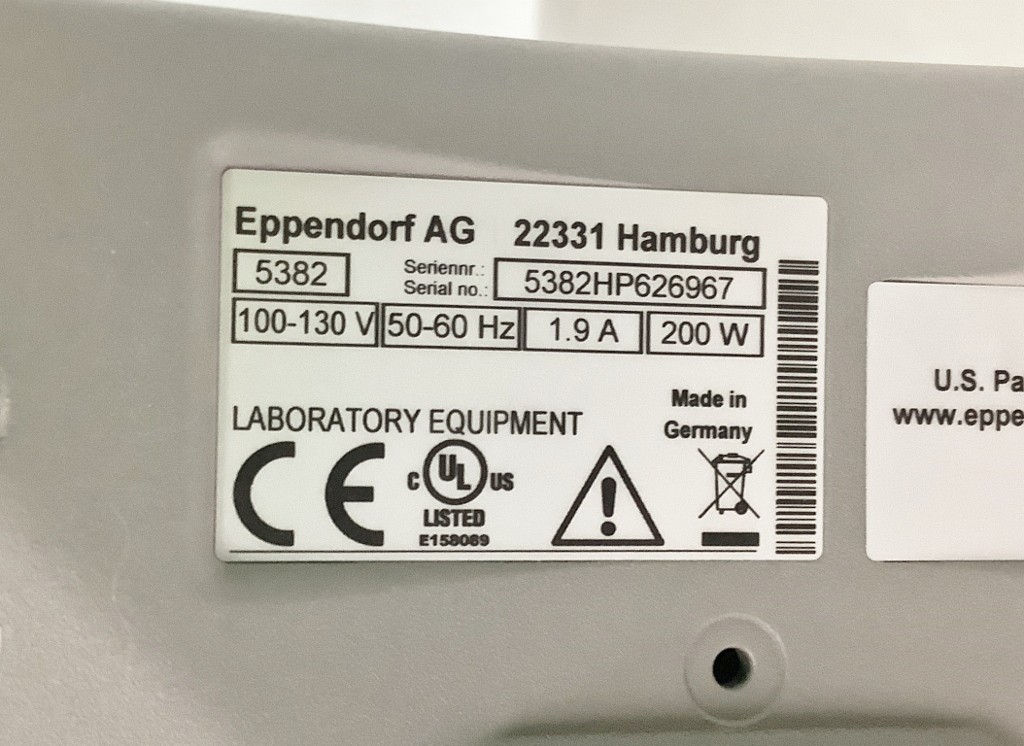 Eppendorf AG 22331 Hamburg
5382 Seriennr.: 5382HP626967
Serial no.:
100-130 V 50-60 Hz 1.9 A 200 W
Made in
Germany
LABORATORY EQUIPMENT
CE C UL US
LISTED
E158089
U.S. Pa
www.eppe